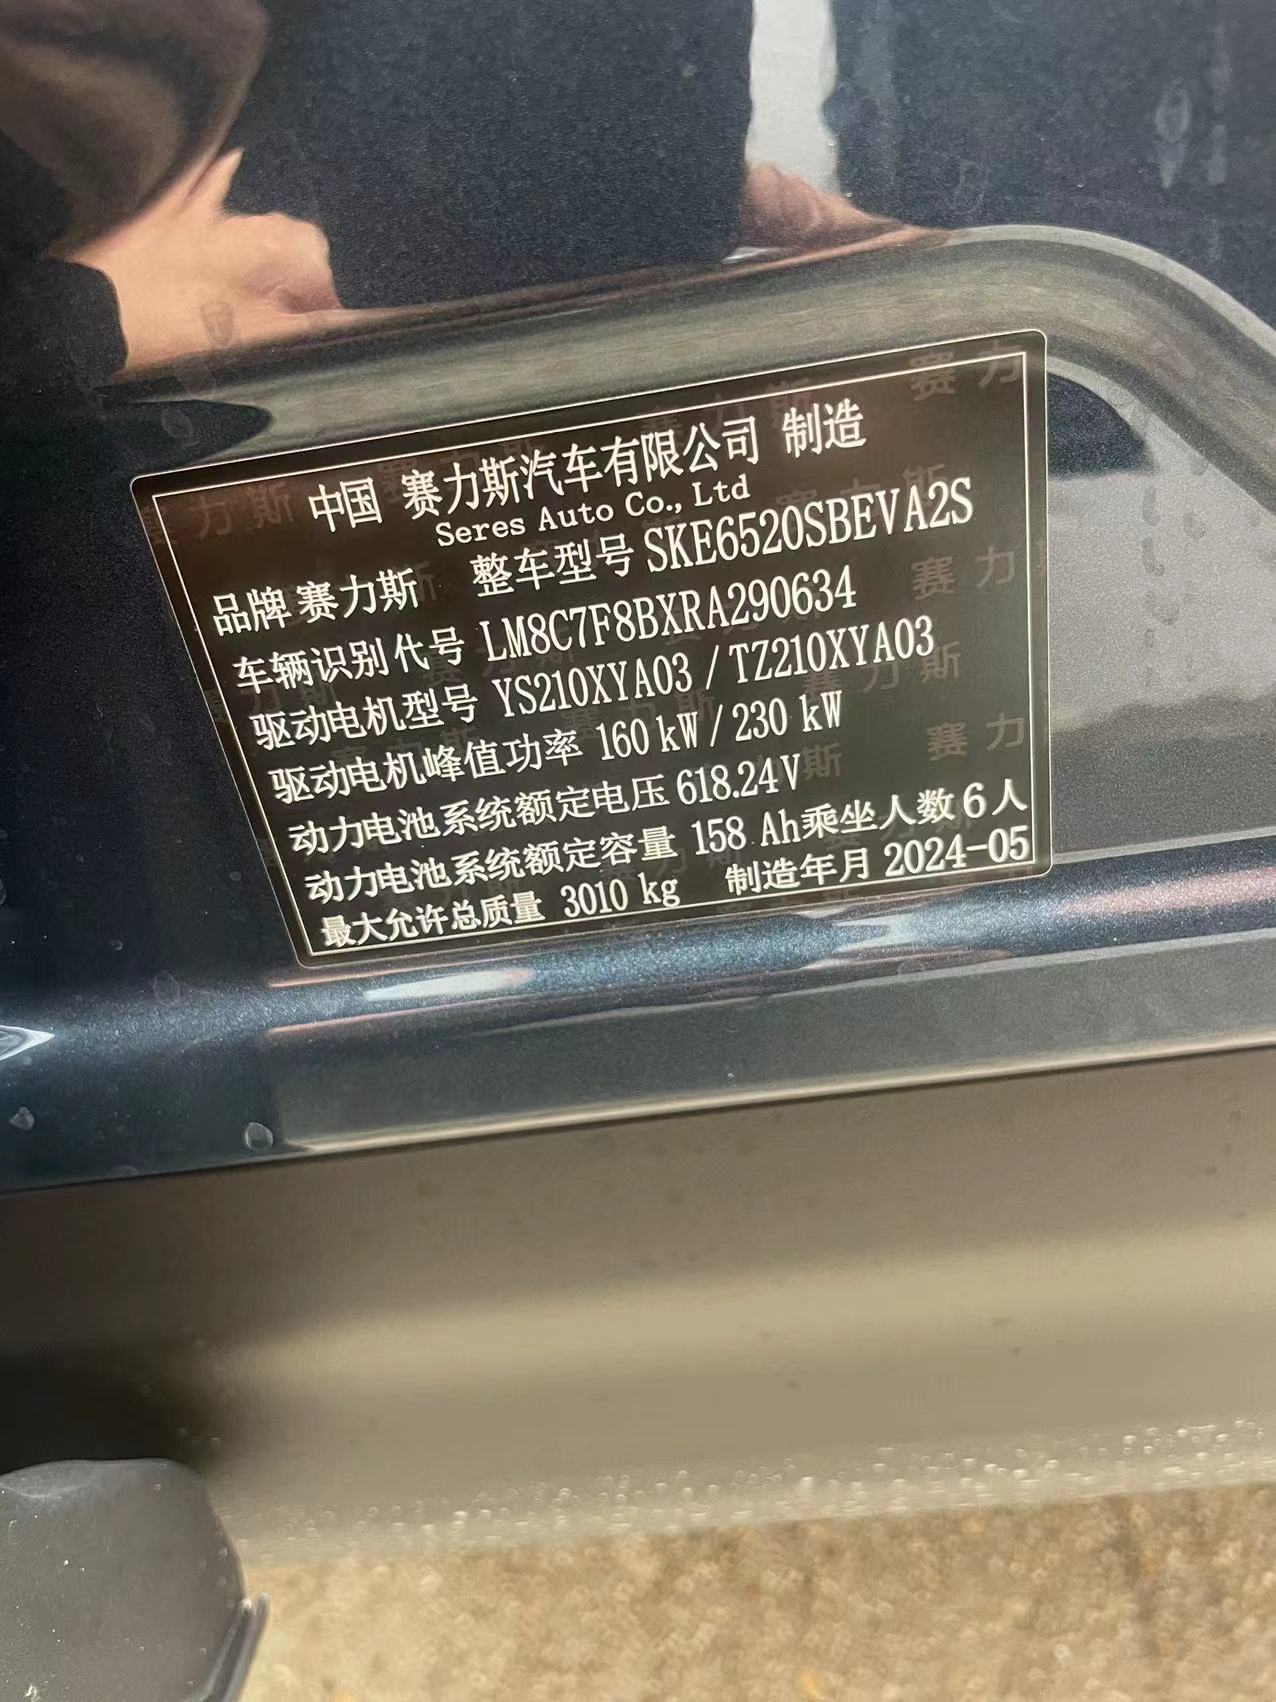 中国 赛力斯汽车有限公司 制造
Seres Auto Co., Ltd
品牌 赛力斯 整车型号 SKE6520SBEVA2S
车辆识别代号 LM8C7F8BXRA290634
驱动电机型号 YS210XYA03 / TZ210XYA03
驱动电机峰值功率 160 kW / 230 kW
动力电池系统额定电压 618.24V
动力电池系统额定容量 158 Ah 乘坐人数 6 人
最大允许总质量 3010 kg 制造年月 2024-05